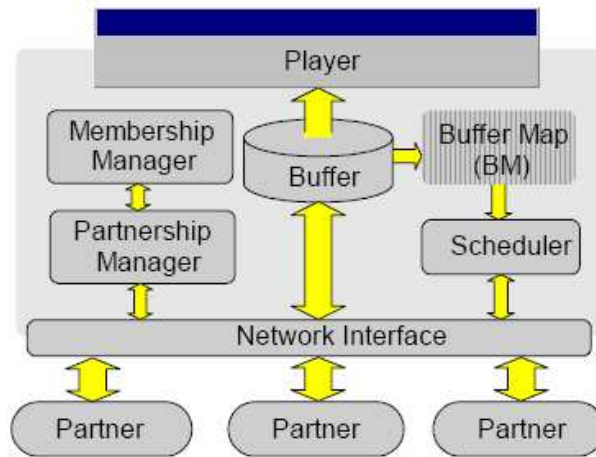 Player
Membership
Manager
Buffer
Buffer Map
(BM)
Partnership
Manager
Scheduler
Network Interface
Partner
Partner
Partner